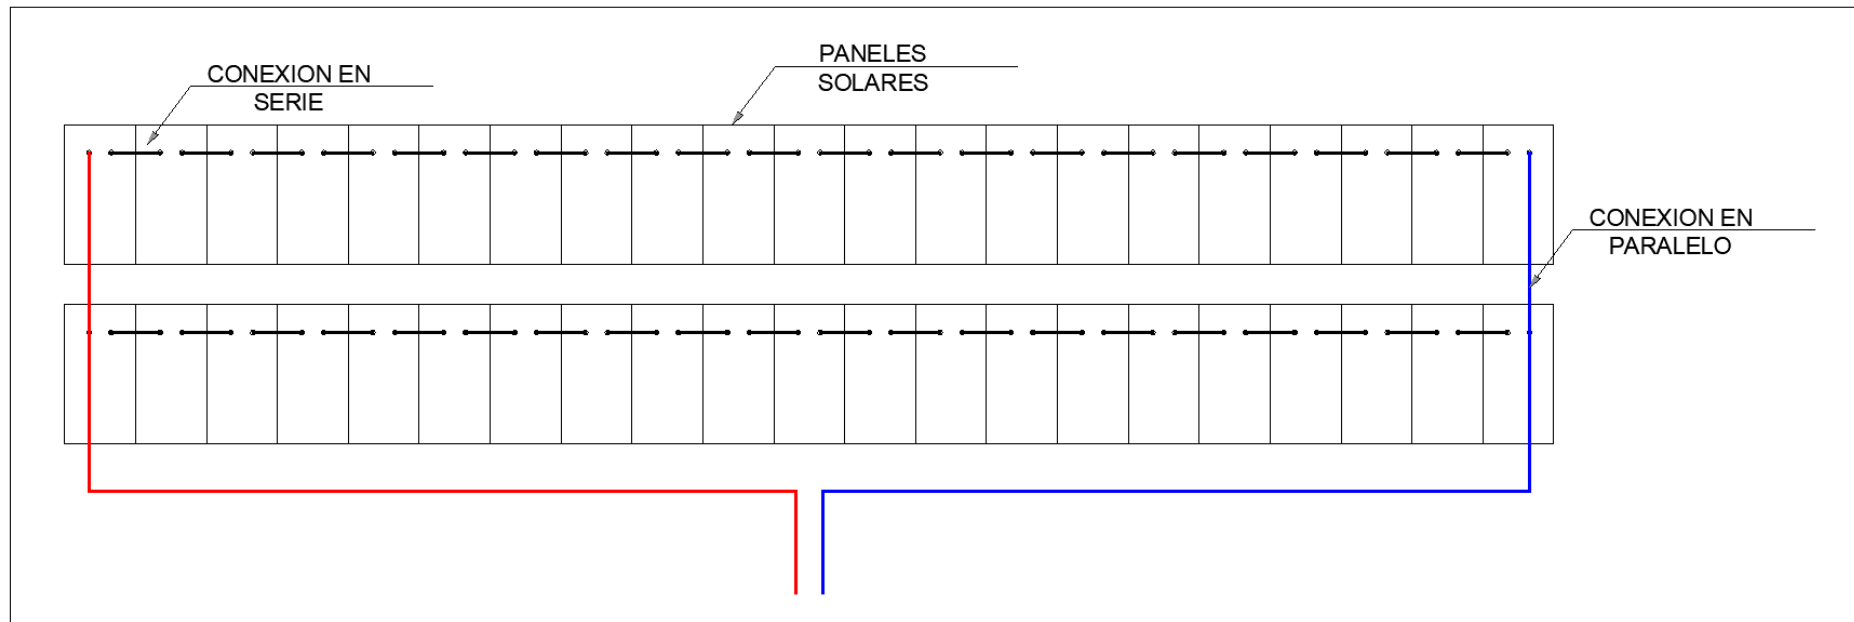 PANELES
SOLARES
CONEXION EN
SERIE
CONEXION EN
PARALELO